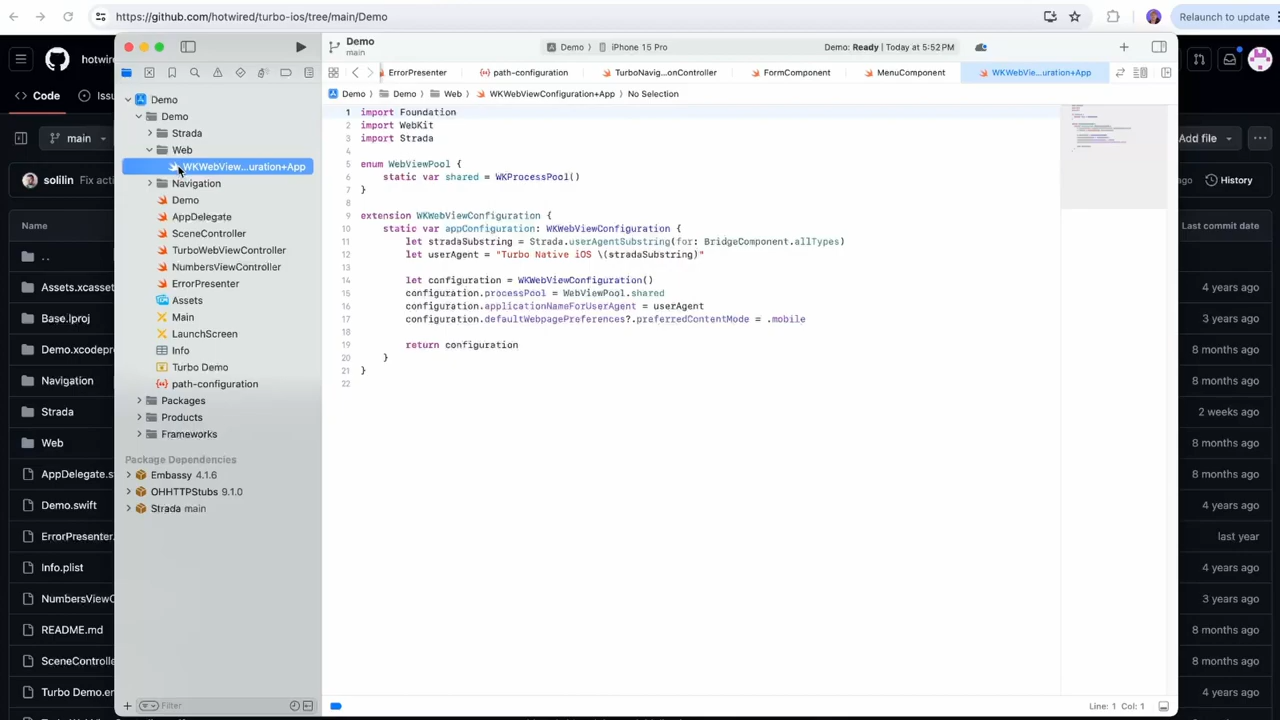 https://github.com/hotwired/turbo-ios/tree/main/Demo
Relaunch to update
hotwi
Code
Issu
main
Add file
solilin Fix acti
ago
History
Name
Last commit date
..
Assets.xcasset
4 years ago
Base.lproj
3 years ago
Demo.xcodepr
8 months ago
Navigation
8 months ago
Strada
2 weeks ago
Web
8 months ago
AppDelegate.s
8 months ago
Demo.swift
4 years ago
ErrorPresenter.
last year
Info.plist
4 years ago
NumbersViewC
3 years ago
README.md
8 months ago
SceneController
8 months ago
Turbo Demo.en
4 years ago
Demo
main
Demo
iPhone 15 Pro
Demo: Ready | Today at 5:52 PM
ErrorPresenter
path-configuration
TurboNavig...onController
FormComponent
MenuComponent
WKWebVie...uration+App
Demo
Demo
Web
WKWebViewConfiguration+App
No Selection
Demo
Demo
Strada
Web
WKWebView...uration+App
Navigation
Demo
AppDelegate
SceneController
TurboWebViewController
NumbersViewController
ErrorPresenter
Assets
Main
LaunchScreen
Info
Turbo Demo
path-configuration
Packages
Products
Frameworks
Package Dependencies
Embassy 4.1.6
OHHTTPStubs 9.1.0
Strada main
Filter
1 import Foundation
2 import WebKit
3 import Strada
4
5 enum WebViewPool {
6 static var shared = WKProcessPool()
7 }
8
9 extension WKWebViewConfiguration {
10 static var appConfiguration: WKWebViewConfiguration {
11 let stradaSubstring = Strada.userAgentSubstring(for: BridgeComponent.allTypes)
12 let userAgent = "Turbo Native iOS \(stradaSubstring)"
13
14 let configuration = WKWebViewConfiguration()
15 configuration.processPool = WebViewPool.shared
16 configuration.applicationNameForUserAgent = userAgent
17 configuration.defaultWebpagePreferences?.preferredContentMode = .mobile
18
19 return configuration
20 }
21 }
22
Line: 1 Col: 1